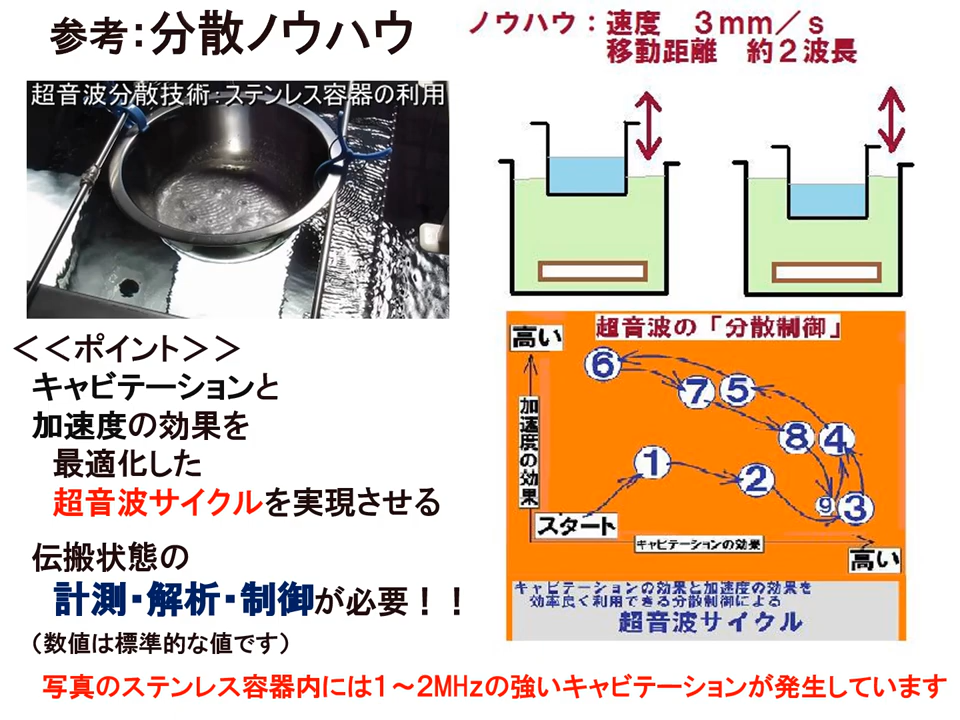 参考：分散ノウハウ
ノウハウ：速度　３mm／s
移動距離　約２波長
超音波分散技術：ステンレス容器の利用
＜＜ポイント＞＞
キャビテーションと
加速度の効果を
最適化した
超音波サイクルを実現させる
伝搬状態の
計測・解析・制御が必要！！
（数値は標準的な値です）
超音波の「分散制御」
高い
加速度の効果
6
7
5
8
4
1
2
9
3
スタート
キャビテーションの効果
高い
キャビテーションの効果と加速度の効果を
効率良く利用できる分散制御による
超音波サイクル
写真のステンレス容器内には１～２MHzの強いキャビテーションが発生しています